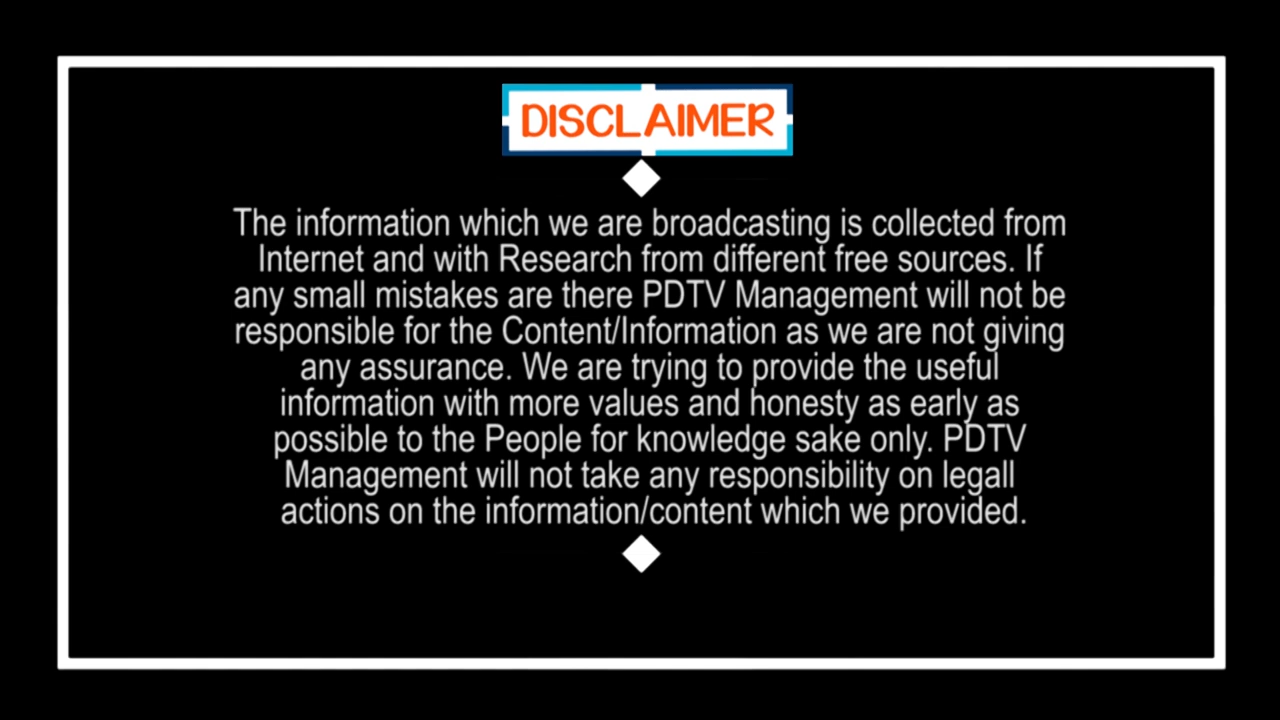 DISCLAIMER
The information which we are broadcasting is collected from
Internet and with Research from different free sources. If
any small mistakes are there PDTV Management will not be
responsible for the Content/Information as we are not giving
any assurance. We are trying to provide the useful
information with more values and honesty as early as
possible to the People for knowledge sake only. PDTV
Management will not take any responsibility on legall
actions on the information/content which we provided.